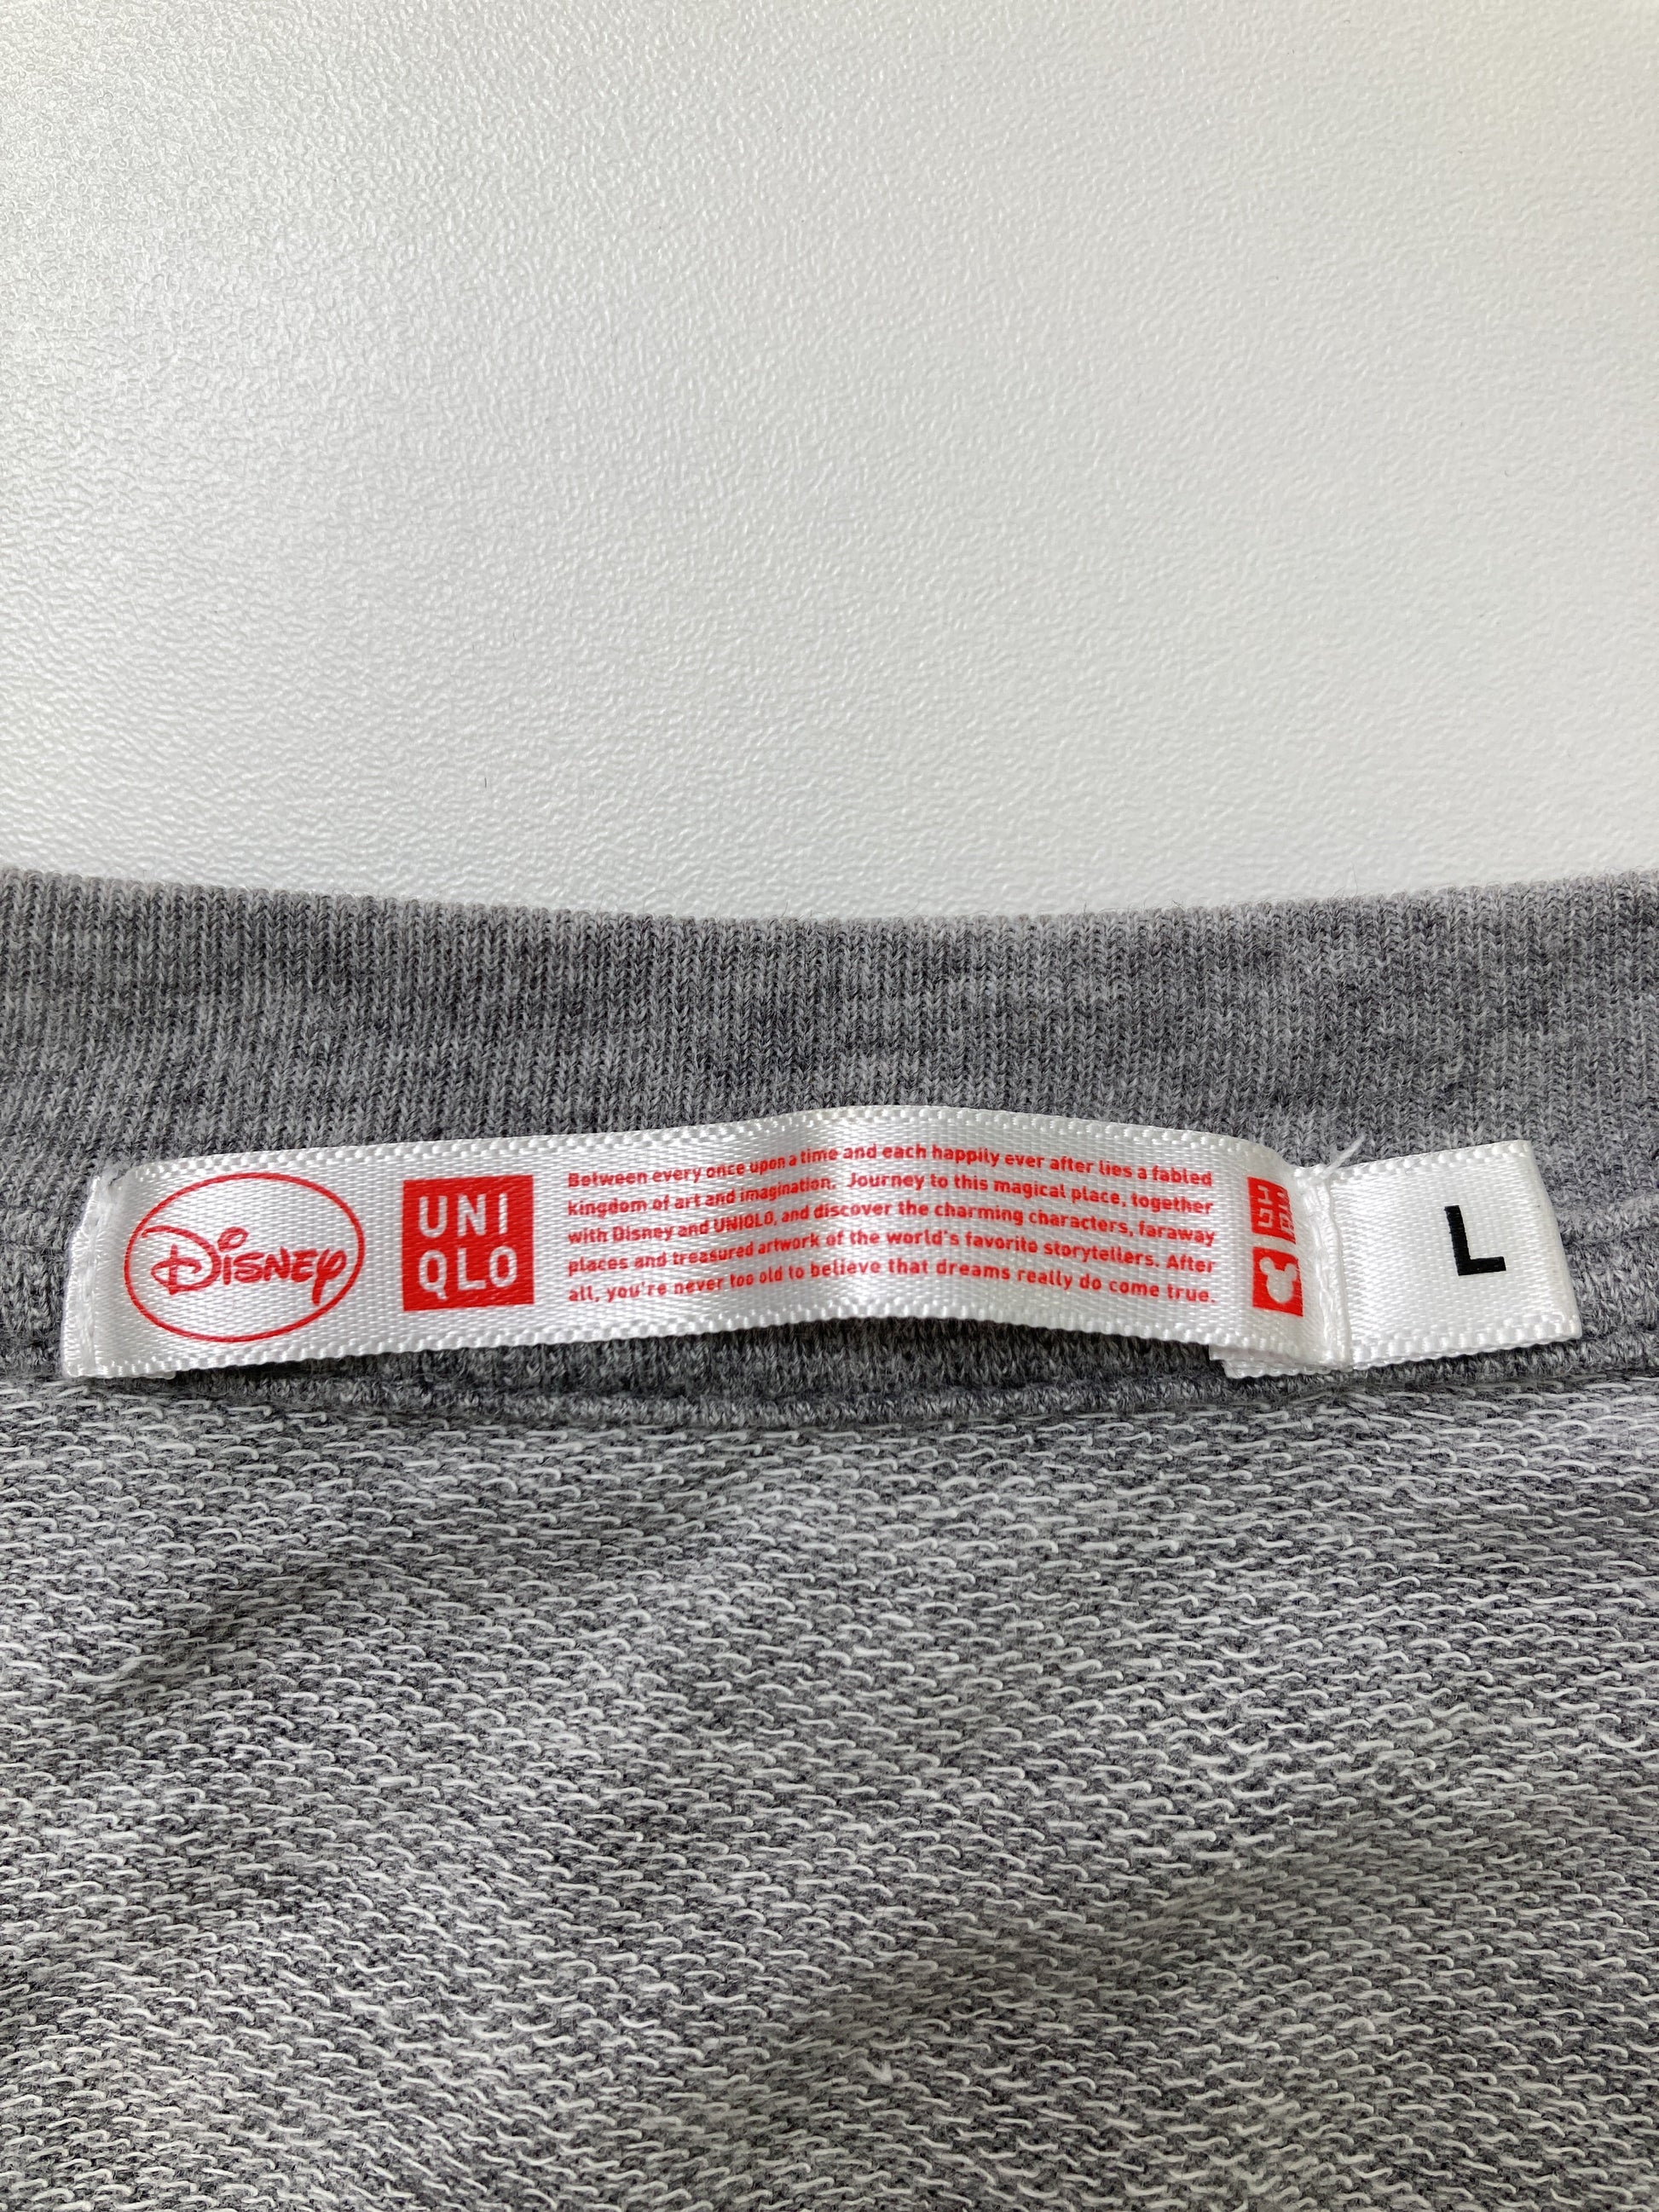 Disney
UNI
QLO
Between every once upon a time and each happily ever after lies a fabled
kingdom of art and imagination. Journey to this magical place, together
with Disney and UNIQLO, and discover the charming characters, faraway
places and treasured artwork of the world's favorite storytellers. After
all, you're never too old to believe that dreams really do come true.
L